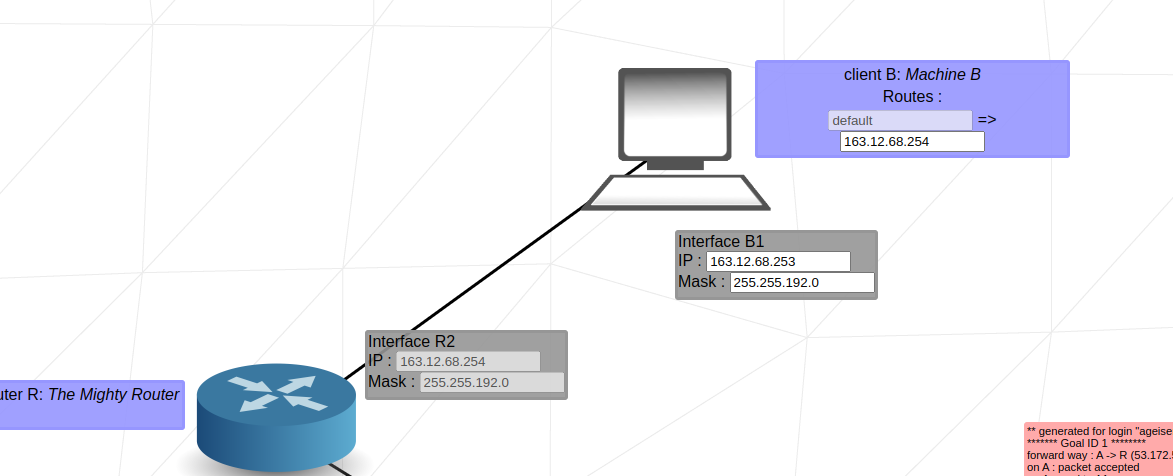 client B: Machine B
Routes :
default =>
163.12.68.254
Interface B1
IP : 163.12.68.253
Mask : 255.255.192.0
Interface R2
IP : 163.12.68.254
Mask : 255.255.192.0
uter R: The Mighty Router
** generated for login "ageise
******* Goal ID 1 ********
forward way : A -> R (53.172.
on A : packet accepted